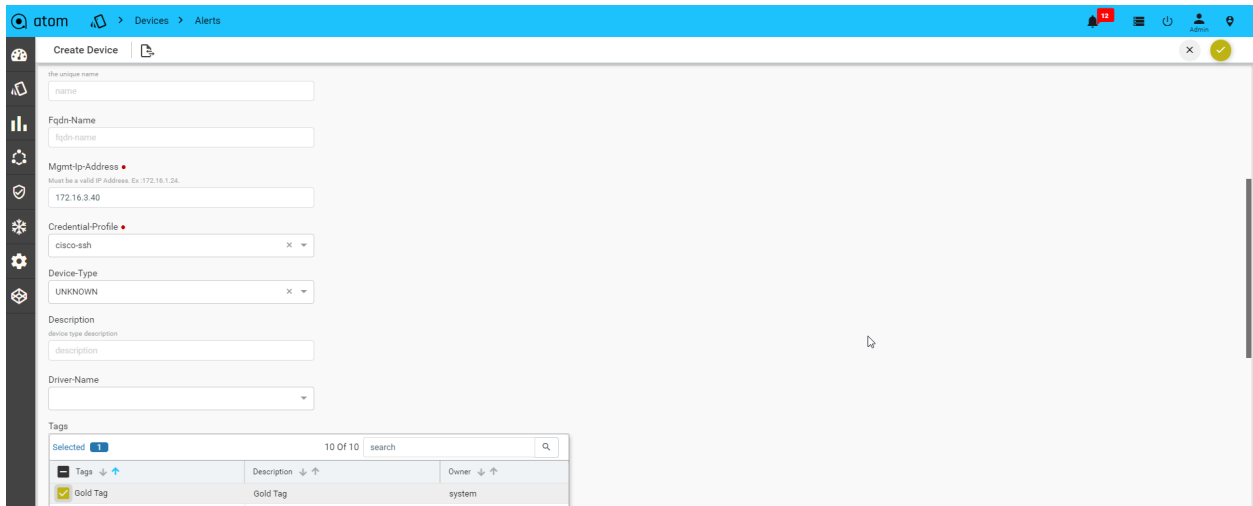 atom > Devices > Alerts 12 Admin
Create Device
the unique name
name
Fqdn-Name
fqdn-name
Mgmt-Ip-Address
Must be a valid IP Address. Ex :172.16.1.24.
172.16.3.40
Credential-Profile
cisco-ssh
Device-Type
UNKNOWN
Description
device type description
description
Driver-Name
Tags
Selected 1 10 Of 10 search
Tags Description Owner
Gold Tag Gold Tag system